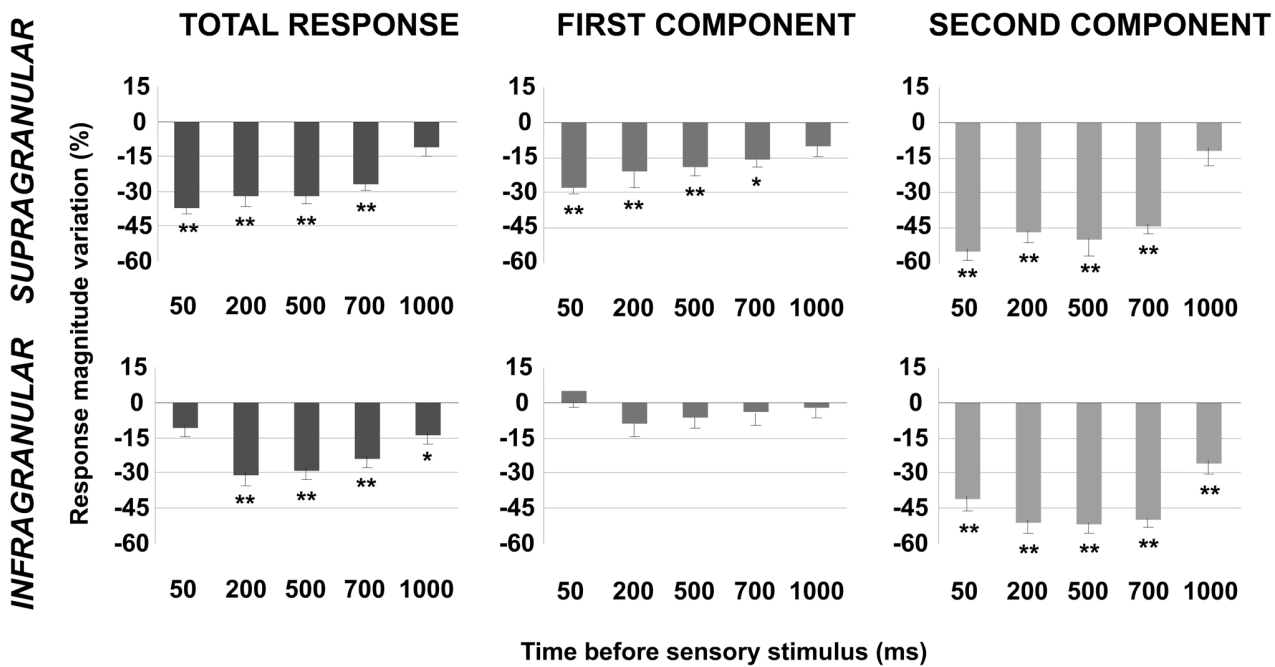 TOTAL RESPONSE FIRST COMPONENT SECOND COMPONENT
SUPRAGRANULAR
Response magnitude variation (%)
15 15 15
0 0 0
-15 -15 -15
-30 -30 -30
-45 -45 -45
-60 -60 -60
** ** ** **
** ** ** *
** ** ** **
50 200 500 700 1000 50 200 500 700 1000 50 200 500 700 1000
INFRAGRANULAR
15 15 15
0 0 0
-15 -15 -15
-30 -30 -30
-45 -45 -45
-60 -60 -60
** ** ** *
** ** ** ** **
50 200 500 700 1000 50 200 500 700 1000 50 200 500 700 1000
Time before sensory stimulus (ms)